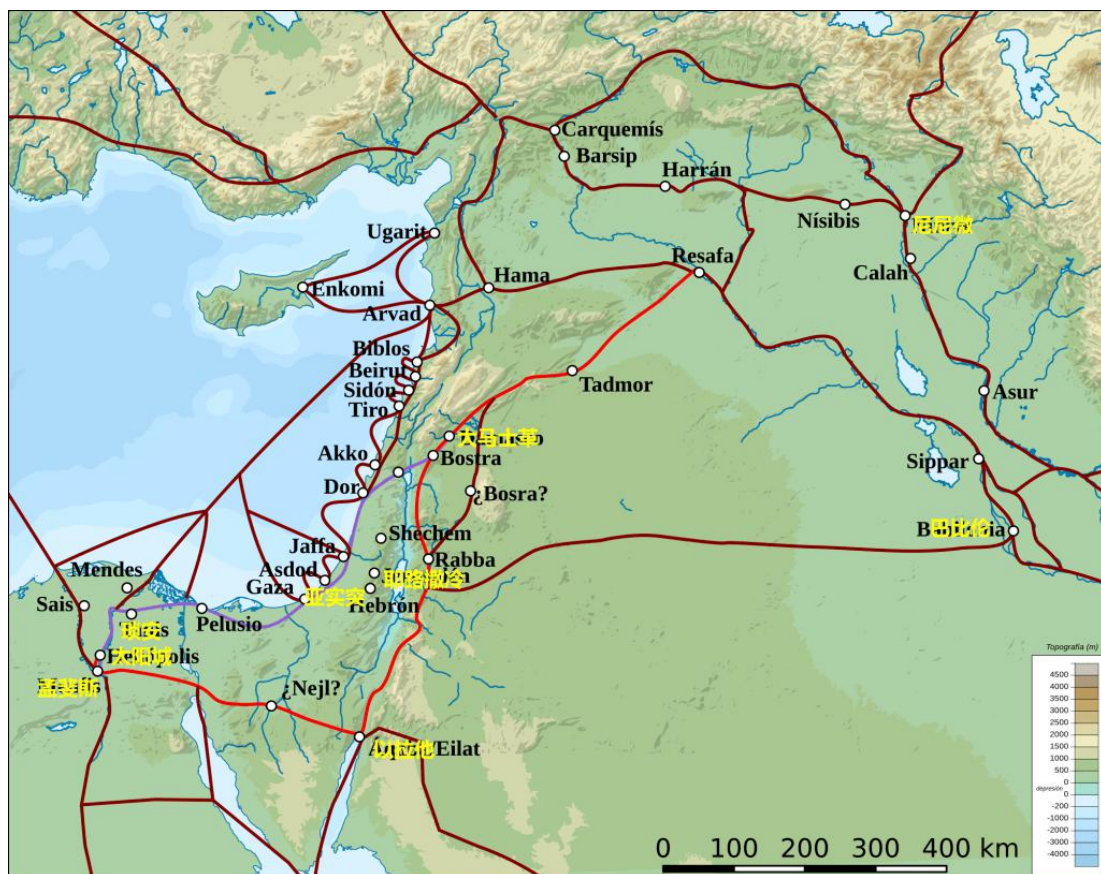 Carquemís
Barsip
Harrán
Nísibis
尼尼微
Ugarit
Resafa
Calah
Hama
Enkomi
Arvad
Biblos
Beirut
Tadmor
Sidón
Asur
Tiro
大马士革
Bostra
Akko
Sippar
Dor
¿Bosra?
Shechem
巴比伦
Jaffa
Rabba
Mendes
Asdod
耶路撒冷
Gaza
亚实突
Hebrón
Sais
Pelusio
琐安
太阳城
孟斐斯
¿Nejl?
以拉他
/Eilat
Topografía (m)
4500
4000
3500
3000
2500
2000
1500
1000
500
0
depresión
0
-200
-1000
-2000
-3000
-4000
0 100 200 300 400 km